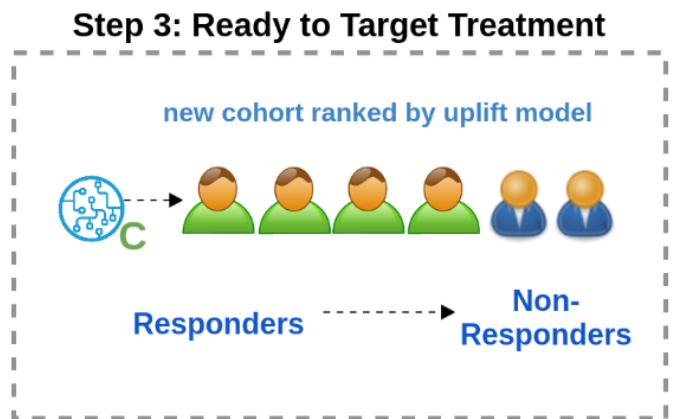 Step 3: Ready to Target Treatment
new cohort ranked by uplift model
C
Responders
Non-
Responders